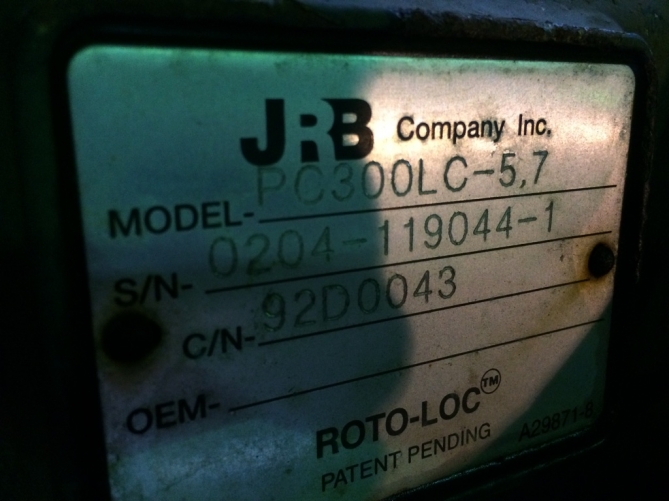 JRB Company Inc.
MODEL- PC300LC-5,7
S/N- 0204-119044-1
C/N- 92D0043
OEM-
ROTO-LOC™
PATENT PENDING A29871-B